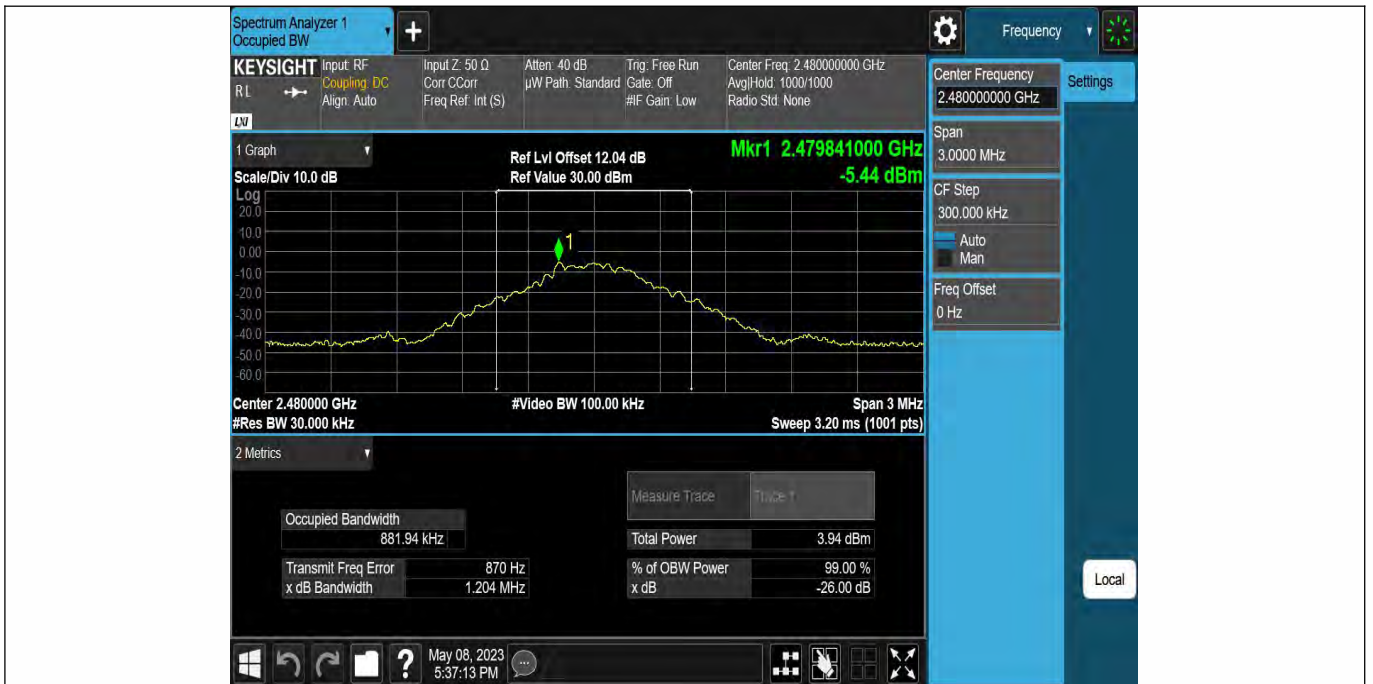 Spectrum Analyzer 1
Occupied BW
+
Frequency
KEYSIGHT
RL
LXI
Input: RF
Coupling: DC
Align: Auto
Input Z: 50 Ω
Corr CCorr
Freq Ref: Int (S)
Atten: 40 dB
µW Path: Standard
Trig: Free Run
Gate: Off
#IF Gain: Low
Center Freq: 2.480000000 GHz
Avg|Hold: 1000/1000
Radio Std: None
Center Frequency
2.480000000 GHz
Settings
Span
3.0000 MHz
CF Step
300.000 kHz
Auto
Man
Freq Offset
0 Hz
Local
1 Graph
Scale/Div 10.0 dB
Ref Lvl Offset 12.04 dB
Ref Value 30.00 dBm
Mkr1 2.479841000 GHz
-5.44 dBm
Log
20.0
10.0
0.00
-10.0
-20.0
-30.0
-40.0
-50.0
-60.0
1
Center 2.480000 GHz
#Res BW 30.000 kHz
#Video BW 100.00 kHz
Span 3 MHz
Sweep 3.20 ms (1001 pts)
2 Metrics
Measure Trace
Trace 1
Occupied Bandwidth
881.94 kHz
Total Power 3.94 dBm
Transmit Freq Error 870 Hz
% of OBW Power 99.00 %
x dB Bandwidth 1.204 MHz
x dB -26.00 dB
?
May 08, 2023
5:37:13 PM